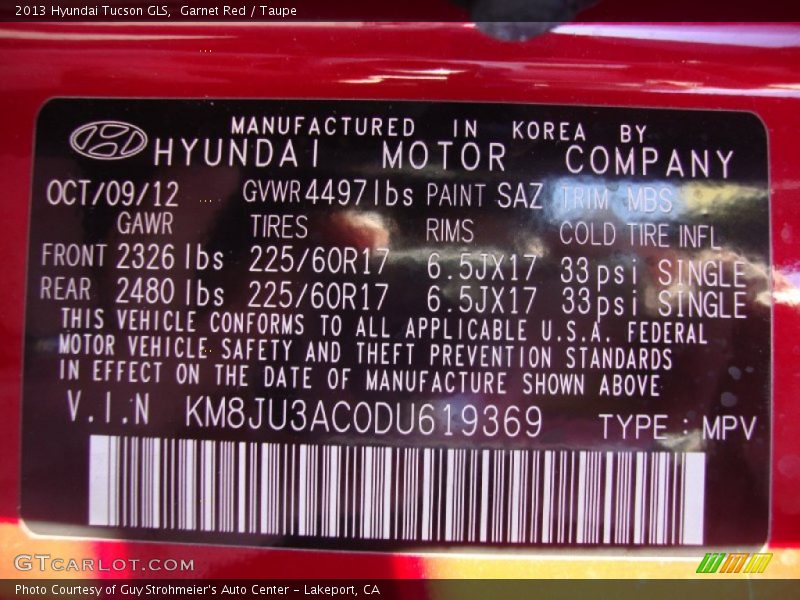 2013 Hyundai Tucson GLS,  Garnet Red / Taupe
MANUFACTURED IN KOREA BY
HYUNDAI MOTOR COMPANY
OCT/09/12 GVWR 4497 lbs PAINT SAZ TRIM MBS
GAWR TIRES RIMS COLD TIRE INFL
FRONT 2326 lbs 225/60R17 6.5JX17 33 psi SINGLE
REAR 2480 lbs 225/60R17 6.5JX17 33 psi SINGLE
THIS VEHICLE CONFORMS TO ALL APPLICABLE U.S.A. FEDERAL
MOTOR VEHICLE SAFETY AND THEFT PREVENTION STANDARDS
IN EFFECT ON THE DATE OF MANUFACTURE SHOWN ABOVE
V.I.N KM8JU3AC0DU619369 TYPE : MPV
GTCARLOT.COM
Photo Courtesy of Guy Strohmeier's Auto Center - Lakeport, CA